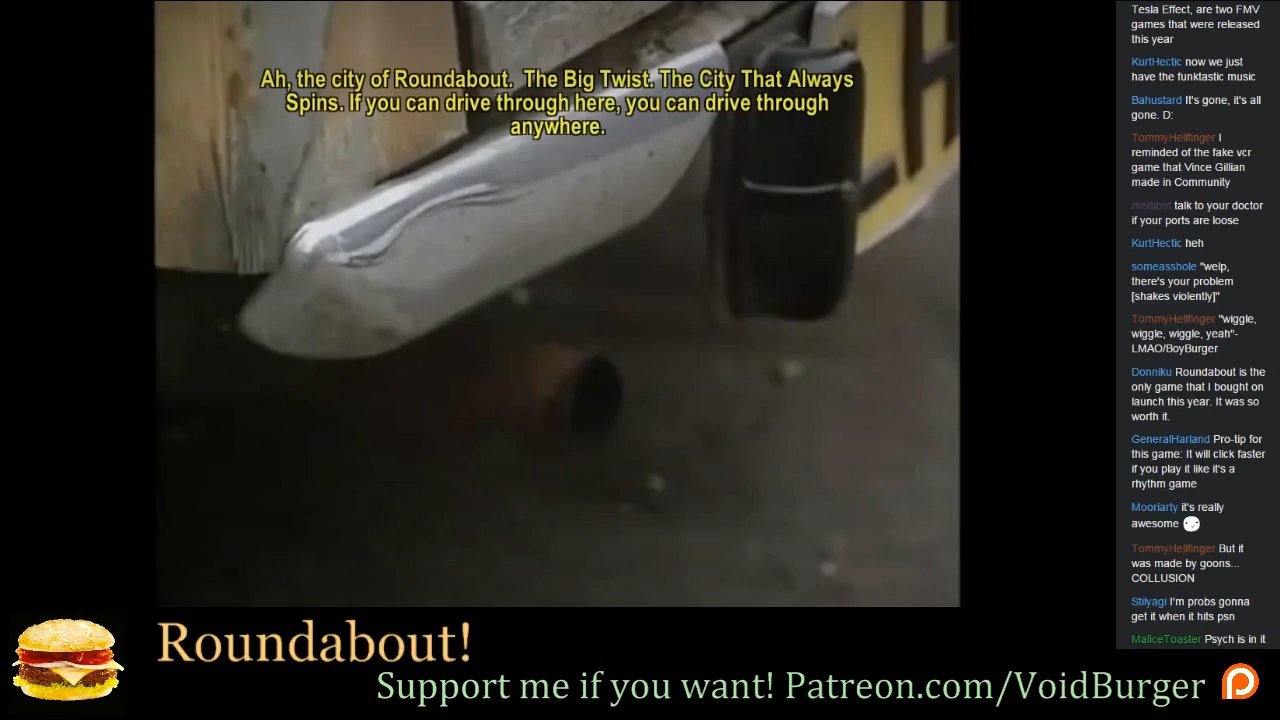 Ah, the city of Roundabout.  The Big Twist. The City That Always
Spins. If you can drive through here, you can drive through
anywhere.
Tesla Effect, are two FMV
games that were released
this year
KurtHectic now we just
have the funktastic music
Bahustard It's gone, it's all
gone. D:
TommyHellfinger I
reminded of the fake vcr
game that Vince Gillian
made in Community
medibot talk to your doctor
if your ports are loose
KurtHectic heh
someasshole "welp,
there's your problem
[shakes violently]"
TommyHellfinger "wiggle,
wiggle, wiggle, yeah"-
LMAO/BoyBurger
Donniku Roundabout is the
only game that I bought on
launch this year. It was so
worth it.
GeneralHarland Pro-tip for
this game: It will click faster
if you play it like it's a
rhythm game
Mooriarty it's really
awesome
TommyHellfinger But it
was made by goons...
COLLUSION
Stilyagi I'm probs gonna
get it when it hits psn
MaliceToaster Psych is in it
Roundabout!
Support me if you want! Patreon.com/VoidBurger